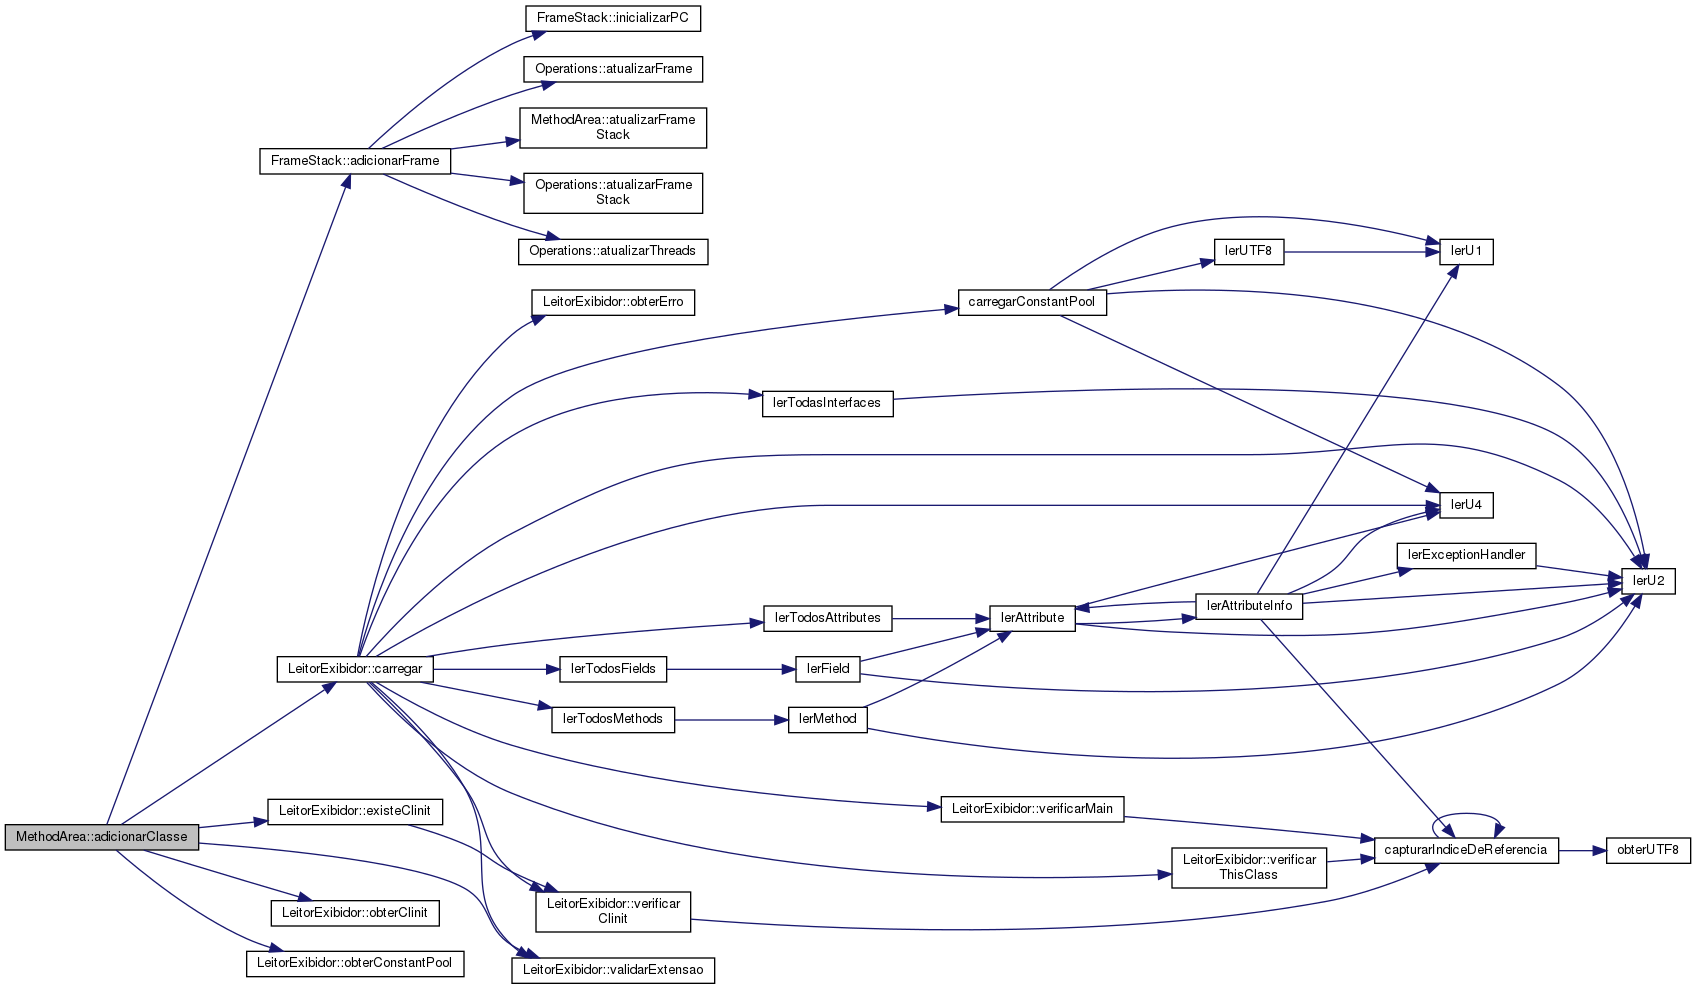 FrameStack::inicializarPC
Operations::atualizarFrame
MethodArea::atualizarFrame
Stack
FrameStack::adicionarFrame
Operations::atualizarFrame
Stack
Operations::atualizarThreads
lerUTF8
lerU1
LeitorExibidor::obterErro
carregarConstantPool
lerTodasInterfaces
lerU4
lerExceptionHandler
lerU2
lerAttributeInfo
lerTodosAttributes
lerAttribute
LeitorExibidor::carregar
lerTodosFields
lerField
lerTodosMethods
lerMethod
LeitorExibidor::existeClinit
LeitorExibidor::verificarMain
MethodArea::adicionarClasse
capturarIndiceDeReferencia
obterUTF8
LeitorExibidor::verificar
ThisClass
LeitorExibidor::obterClinit
LeitorExibidor::verificar
Clinit
LeitorExibidor::obterConstantPool
LeitorExibidor::validarExtensao